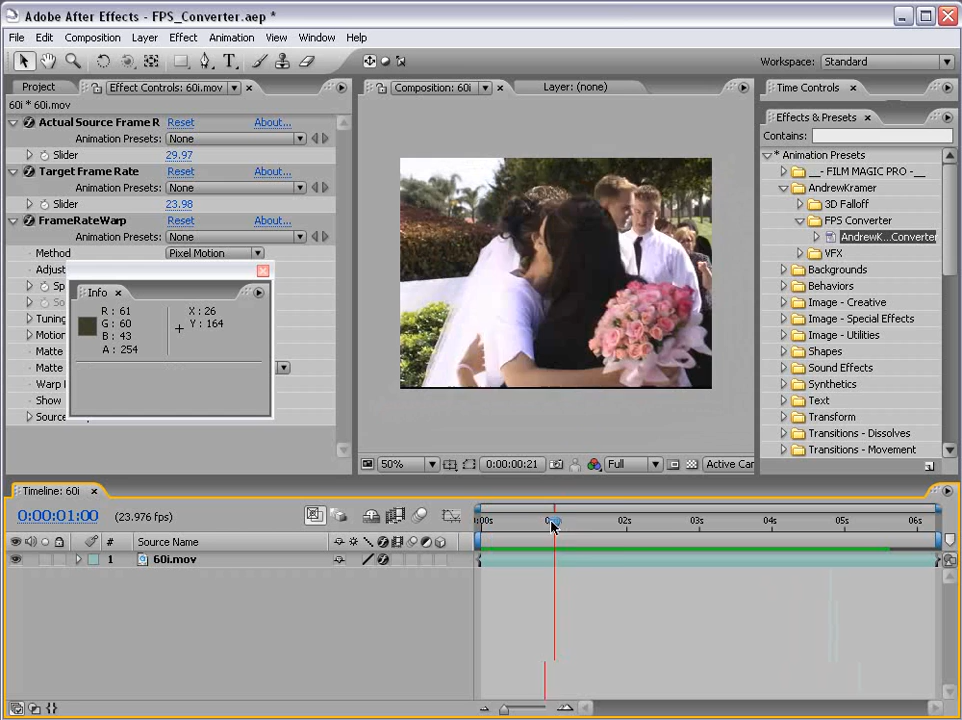 Adobe After Effects - FPS_Converter.aep *
File Edit Composition Layer Effect Animation View Window Help
Workspace: Standard
Project Effect Controls: 60i.mov
Composition: 60i Layer: (none)
Time Controls
60i * 60i.mov
Actual Source Frame R Reset About...
Animation Presets: None
Slider 29.97
Target Frame Rate Reset About...
Animation Presets: None
Slider 23.98
FrameRateWarp Reset About...
Animation Presets: None
Method Pixel Motion
Adjust
Sp
So
Tuning
Motion
Matte
Matte
Warp
Show
Source
Info
R : 61
G : 60
B : 43
A : 254
X : 26
Y : 164
50% 0:00:00:21 Full Active Car
Effects & Presets
Contains:
* Animation Presets
__- FILM MAGIC PRO -__
AndrewKramer
3D Falloff
FPS Converter
AndrewK...Converter
VFX
Backgrounds
Behaviors
Image - Creative
Image - Special Effects
Image - Utilities
Shapes
Sound Effects
Synthetics
Text
Transform
Transitions - Dissolves
Transitions - Movement
Timeline: 60i
0:00:01:00 (23.976 fps)
:00s 02s 03s 04s 05s 06s
# Source Name
1 60i.mov